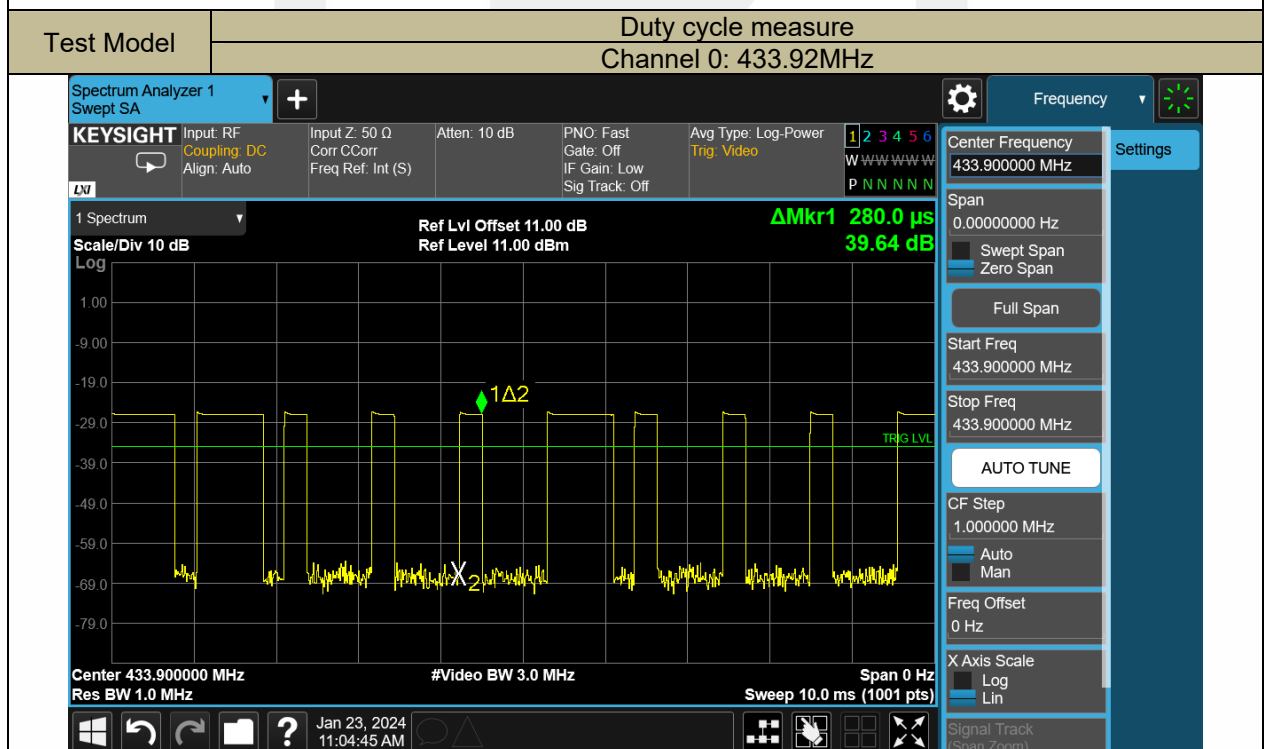 Test Model
Duty cycle measure
Channel 0: 433.92MHz
Spectrum Analyzer 1
Swept SA
Frequency
KEYSIGHT
LXI
Input: RF
Coupling: DC
Align: Auto
Input Z: 50 Ω
Corr CCorr
Freq Ref: Int (S)
Atten: 10 dB
PNO: Fast
Gate: Off
IF Gain: Low
Sig Track: Off
Avg Type: Log-Power
Trig: Video
1 2 3 4 5 6
W W W W W W
P N N N N N
1 Spectrum
Scale/Div 10 dB
Log
Ref Lvl Offset 11.00 dB
Ref Level 11.00 dBm
ΔMkr1 280.0 µs
39.64 dB
1.00
-9.00
-19.0
-29.0
-39.0
-49.0
-59.0
-69.0
-79.0
1Δ2
TRIG LVL
X2
Center 433.900000 MHz
Res BW 1.0 MHz
#Video BW 3.0 MHz
Span 0 Hz
Sweep 10.0 ms (1001 pts)
?
Jan 23, 2024
11:04:45 AM
Center Frequency
433.900000 MHz
Span
0.00000000 Hz
Swept Span
Zero Span
Full Span
Start Freq
433.900000 MHz
Stop Freq
433.900000 MHz
AUTO TUNE
CF Step
1.000000 MHz
Auto
Man
Freq Offset
0 Hz
X Axis Scale
Log
Lin
Signal Track
(Span Zoom)
Settings